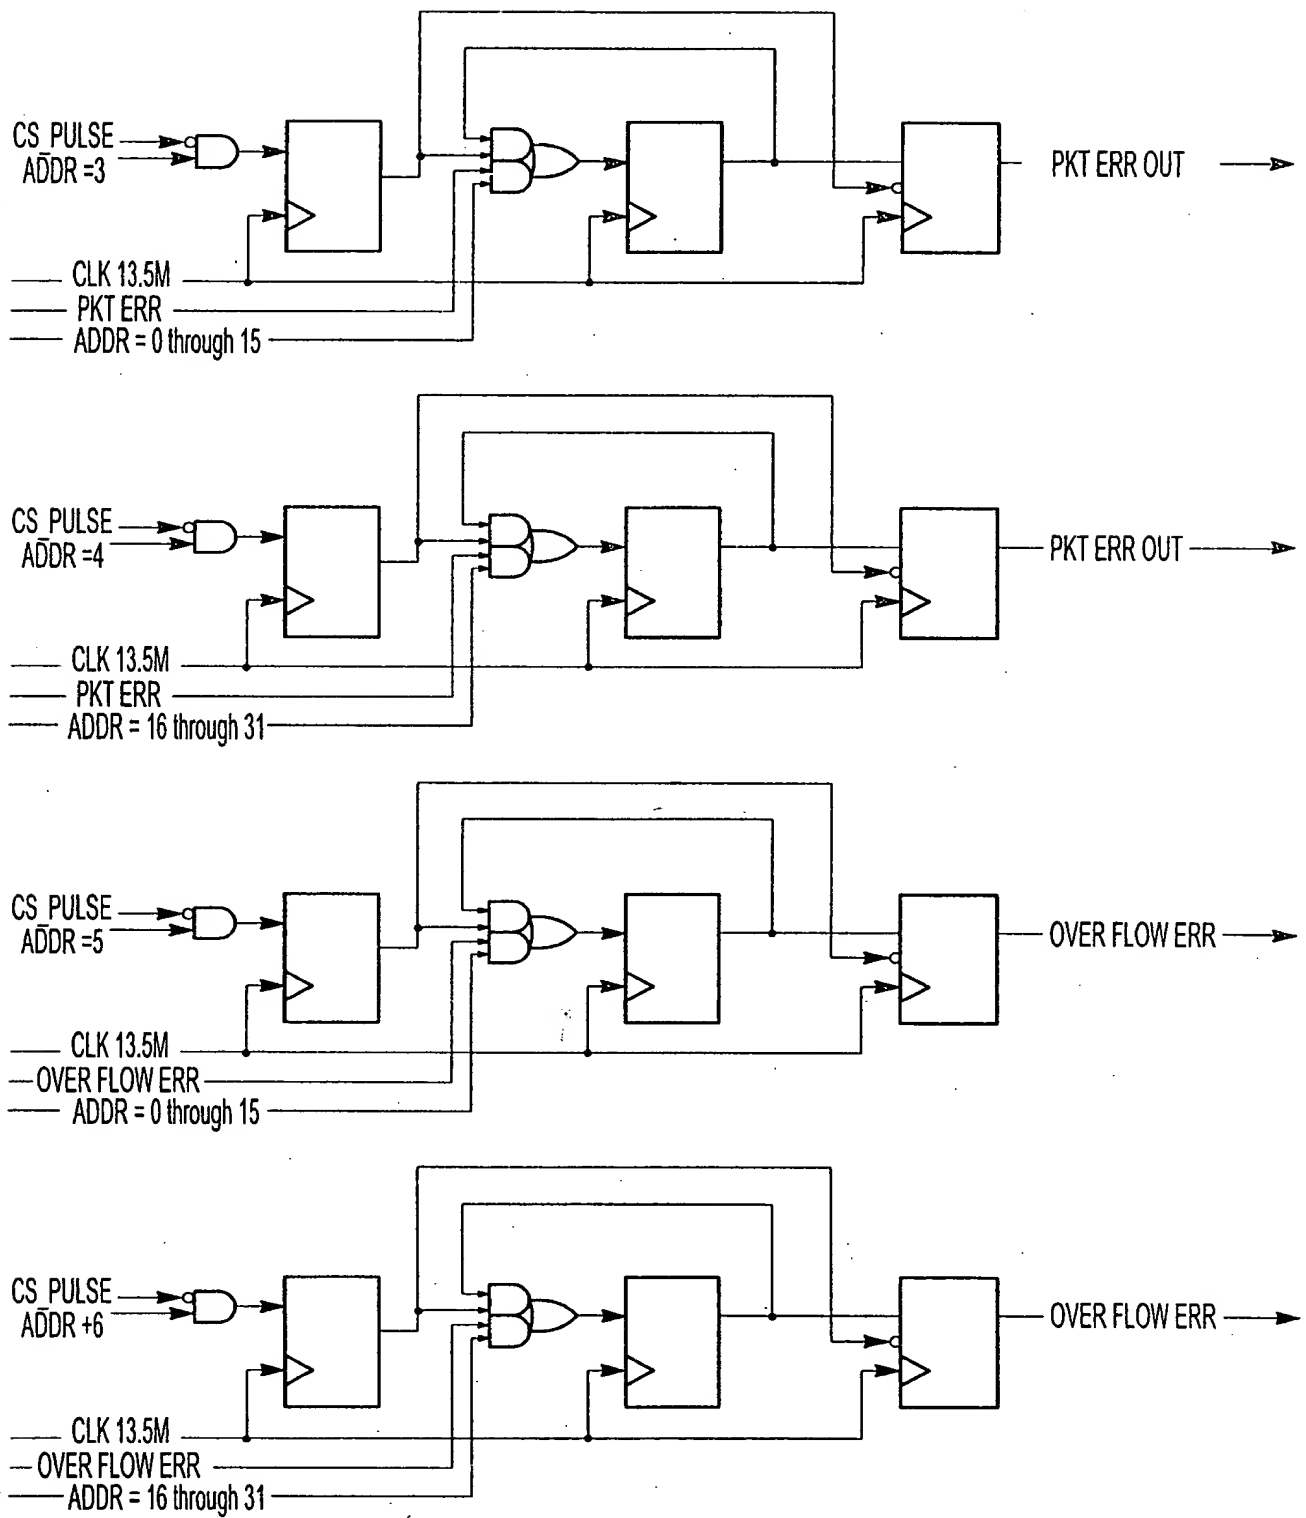 CS_PULSE
ADDR =3
PKT ERR OUT
CLK 13.5M
PKT ERR
ADDR = 0 through 15
CS_PULSE
ADDR =4
PKT ERR OUT
CLK 13.5M
PKT ERR
ADDR = 16 through 31
CS_PULSE
ADDR =5
OVER FLOW ERR
CLK 13.5M
OVER FLOW ERR
ADDR = 0 through 15
CS_PULSE
ADDR +6
OVER FLOW ERR
CLK 13.5M
OVER FLOW ERR
ADDR = 16 through 31